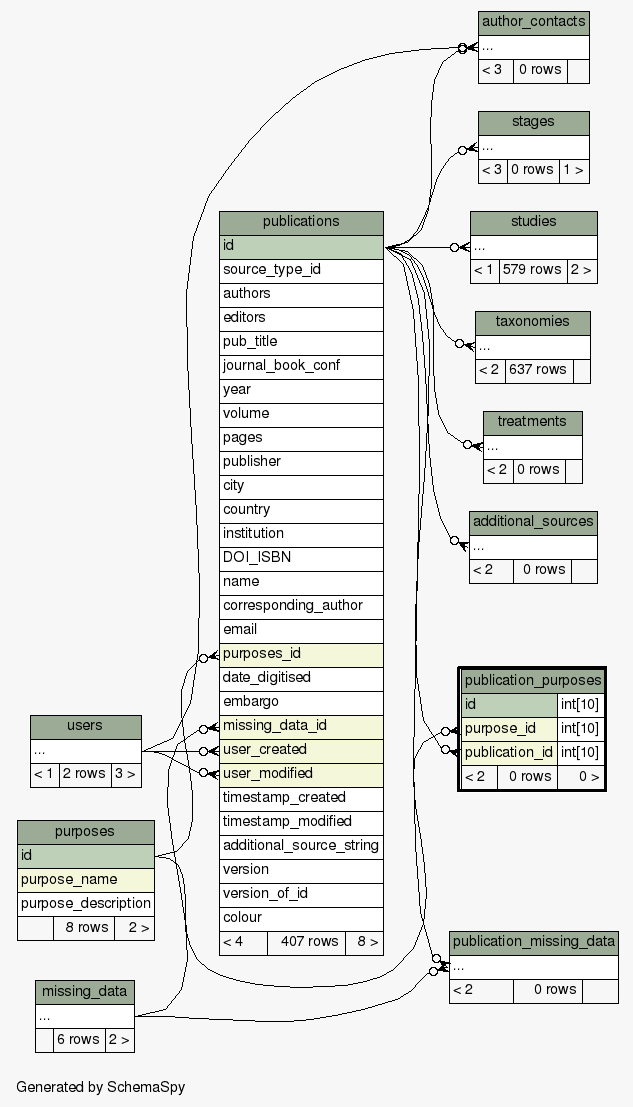 author_contacts
...
< 3 0 rows
stages
...
< 3 0 rows 1 >
publications
id
source_type_id
authors
editors
pub_title
journal_book_conf
year
volume
pages
publisher
city
country
institution
DOI_ISBN
name
corresponding_author
email
purposes_id
date_digitised
embargo
missing_data_id
user_created
user_modified
timestamp_created
timestamp_modified
additional_source_string
version
version_of_id
colour
< 4 407 rows 8 >
studies
...
< 1 579 rows 2 >
taxonomies
...
< 2 637 rows
treatments
...
< 2 0 rows
additional_sources
...
< 2 0 rows
publication_purposes
id int[10]
purpose_id int[10]
publication_id int[10]
< 2 0 rows 0 >
users
...
< 1 2 rows 3 >
purposes
id
purpose_name
purpose_description
8 rows 2 >
publication_missing_data
...
< 2 0 rows
missing_data
...
6 rows 2 >
Generated by SchemaSpy